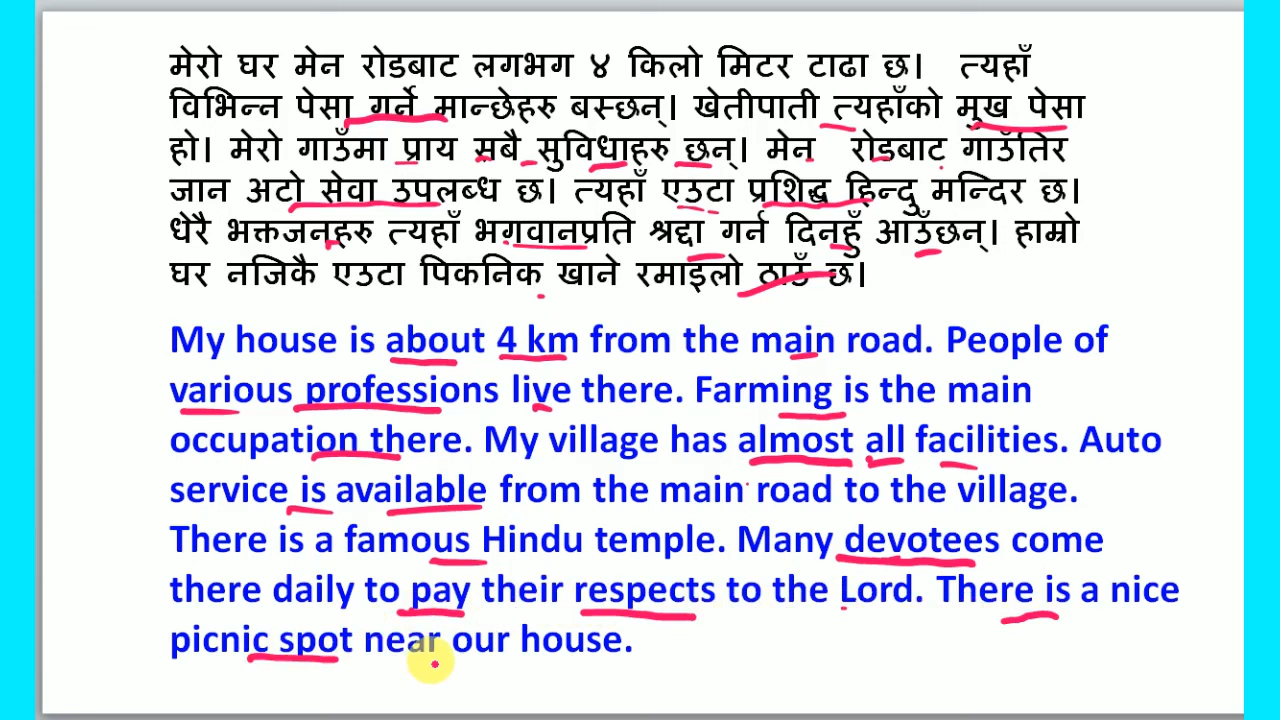 मेरो घर मेन रोडबाट लगभग ४ किलो मिटर टाढा छ। त्यहाँ
विभिन्न पेसा गर्ने मान्छेहरु बस्छन्। खेतीपाती त्यहाँको मुख पेसा
हो। मेरो गाउँमा प्राय सबै सुविधाहरु छन्। मेन रोडबाट गाउँतिर
जान अटो सेवा उपलब्ध छ। त्यहाँ एउटा प्रशिद्ध हिन्दु मन्दिर छ।
धेरै भक्तजनहरु त्यहाँ भगवानप्रति श्रद्दा गर्न दिनहुँ आउँछन्। हाम्रो
घर नजिकै एउटा पिकनिक खाने रमाइलो ठाउँ छ।
My house is about 4 km from the main road. People of
various professions live there. Farming is the main
occupation there. My village has almost all facilities. Auto
service is available from the main road to the village.
There is a famous Hindu temple. Many devotees come
there daily to pay their respects to the Lord. There is a nice
picnic spot near our house.